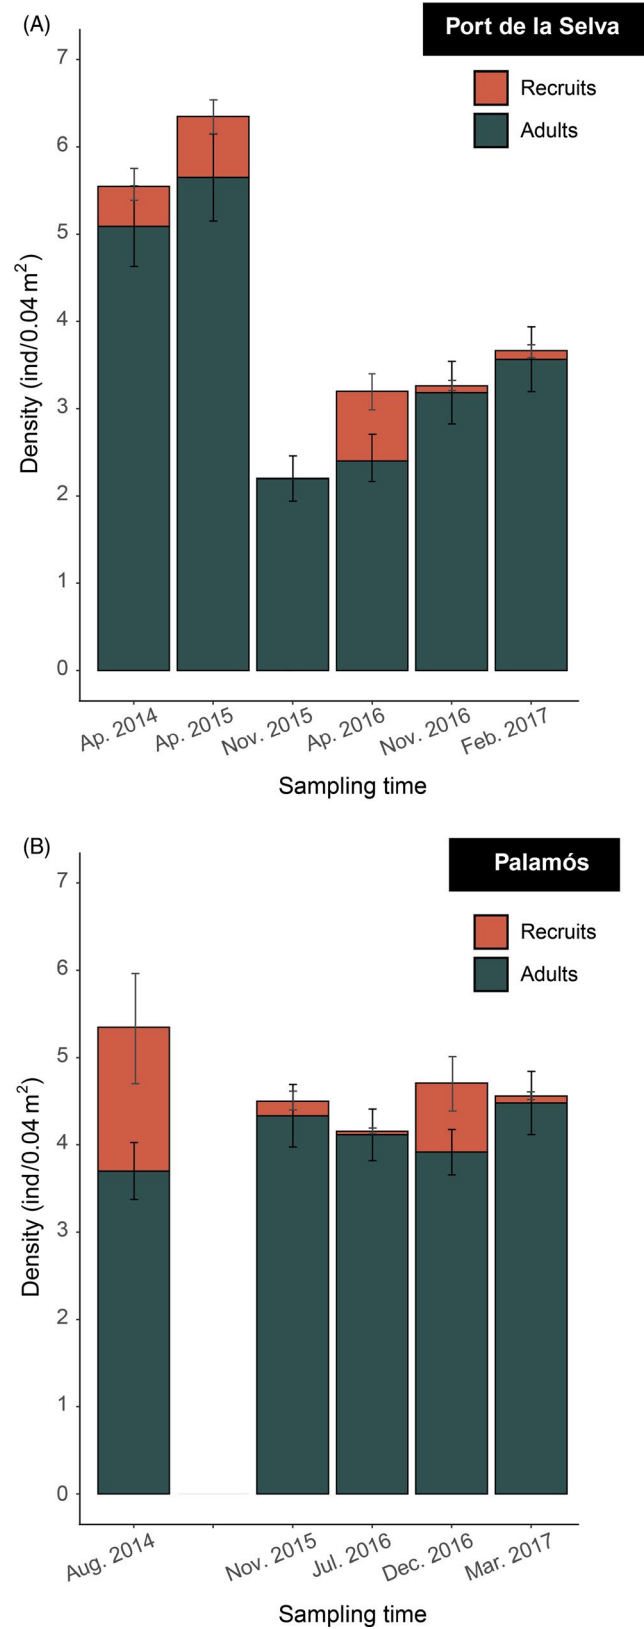 (A)
Port de la Selva
Recruits
Adults
7
6
5
4
3
2
1
0
Density (ind/0.04 m²)
Ap. 2014
Ap. 2015
Nov. 2015
Ap. 2016
Nov. 2016
Feb. 2017
Sampling time
(B)
Palamós
Recruits
Adults
7
6
5
4
3
2
1
0
Density (ind/0.04 m²)
Aug. 2014
Nov. 2015
Jul. 2016
Dec. 2016
Mar. 2017
Sampling time